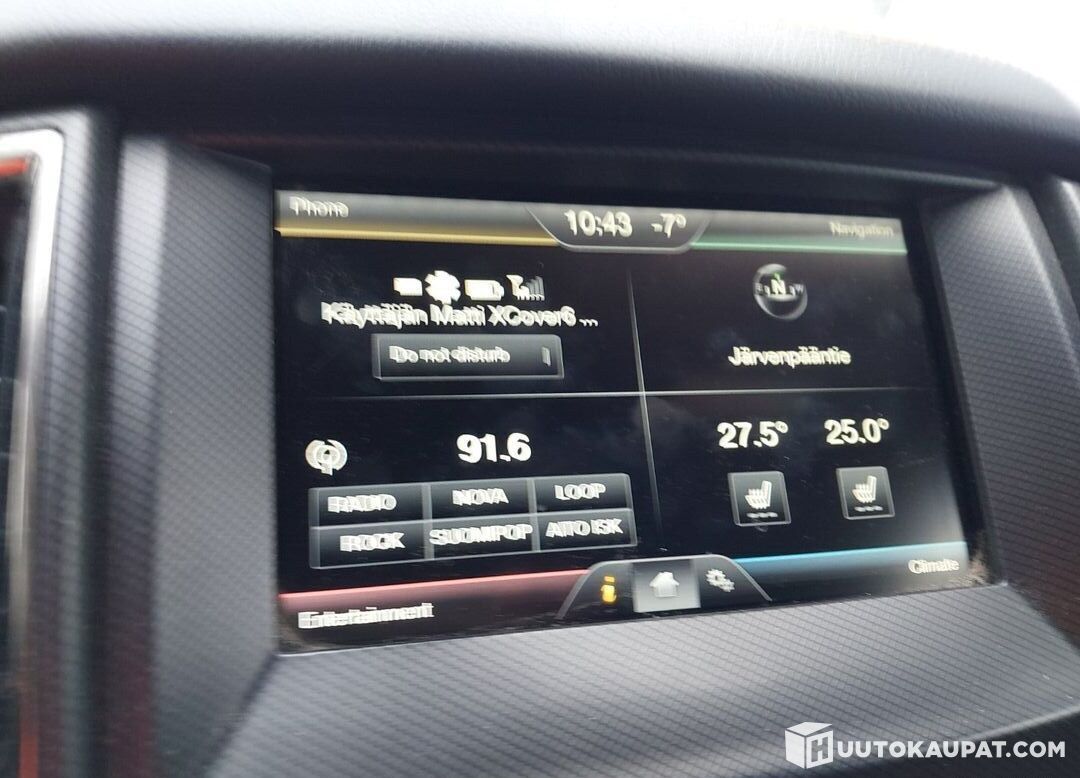 Phone
10:43 -7°
Navigation
N W
Käyttäjän Matti XCover6 ...
Do not disturb
Järvenpääntie
91.6
27.5° 25.0°
RADIO NOVA LOOP
ROCK SUOMIPOP AITO ISK
i
Entertainment
Climate
HUUTOKAUPAT.COM